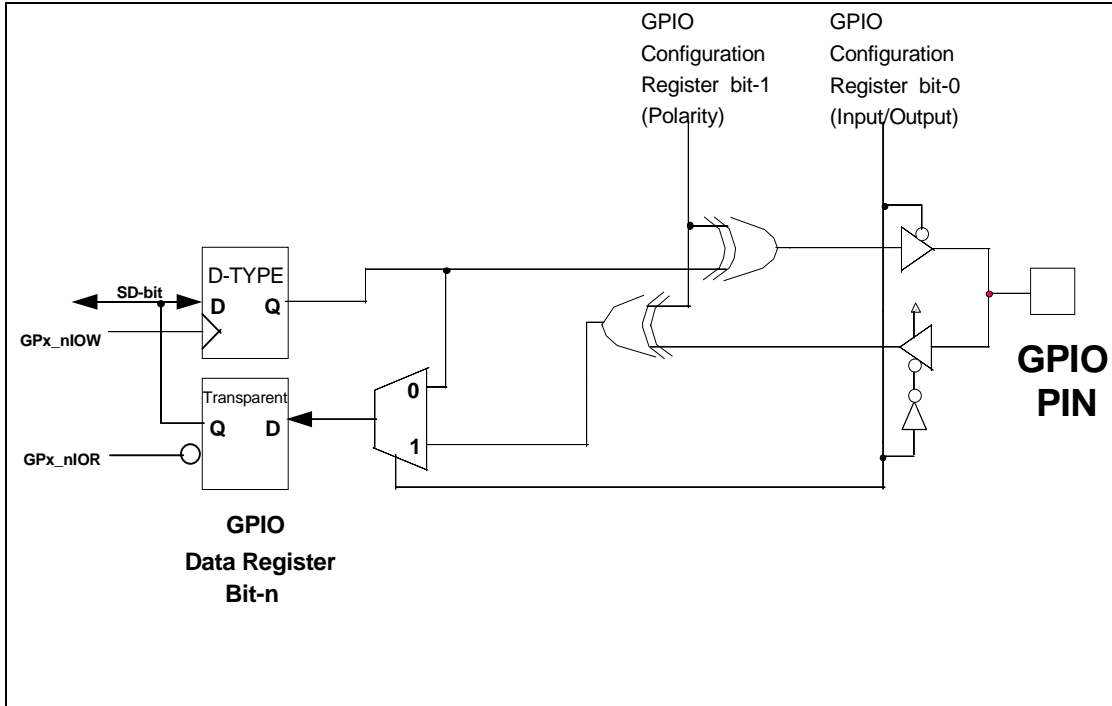 GPIO
Configuration
Register bit-1
(Polarity)
GPIO
Configuration
Register bit-0
(Input/Output)
D-TYPE
SD-bit
D
Q
GPx_nIOW
Transparent
Q
D
GPx_nIOR
0
1
GPIO
PIN
GPIO
Data Register
Bit-n